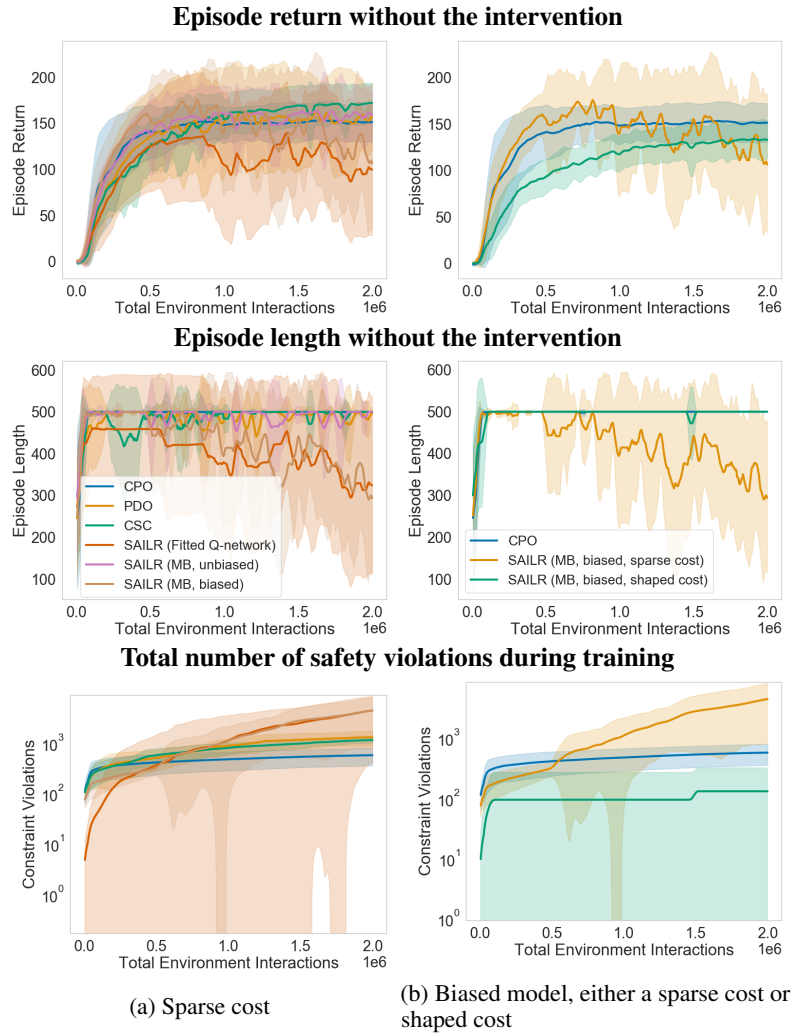 Episode return without the intervention
Episode Return
200
150
100
50
0
0.0 0.5 1.0 1.5 2.0
Total Environment Interactions 1e6
Episode Return
200
150
100
50
0
0.0 0.5 1.0 1.5 2.0
Total Environment Interactions 1e6
Episode length without the intervention
Episode Length
600
500
400
300
200
100
CPO
PDO
CSC
SAILR (Fitted Q-network)
SAILR (MB, unbiased)
SAILR (MB, biased)
0.0 0.5 1.0 1.5 2.0
Total Environment Interactions 1e6
Episode Length
600
500
400
300
200
100
CPO
SAILR (MB, biased, sparse cost)
SAILR (MB, biased, shaped cost)
0.0 0.5 1.0 1.5 2.0
Total Environment Interactions 1e6
Total number of safety violations during training
Constraint Violations
10³
10²
10¹
10⁰
0.0 0.5 1.0 1.5 2.0
Total Environment Interactions 1e6
Constraint Violations
10³
10²
10¹
10⁰
0.0 0.5 1.0 1.5 2.0
Total Environment Interactions 1e6
(a) Sparse cost
(b) Biased model, either a sparse cost or
shaped cost